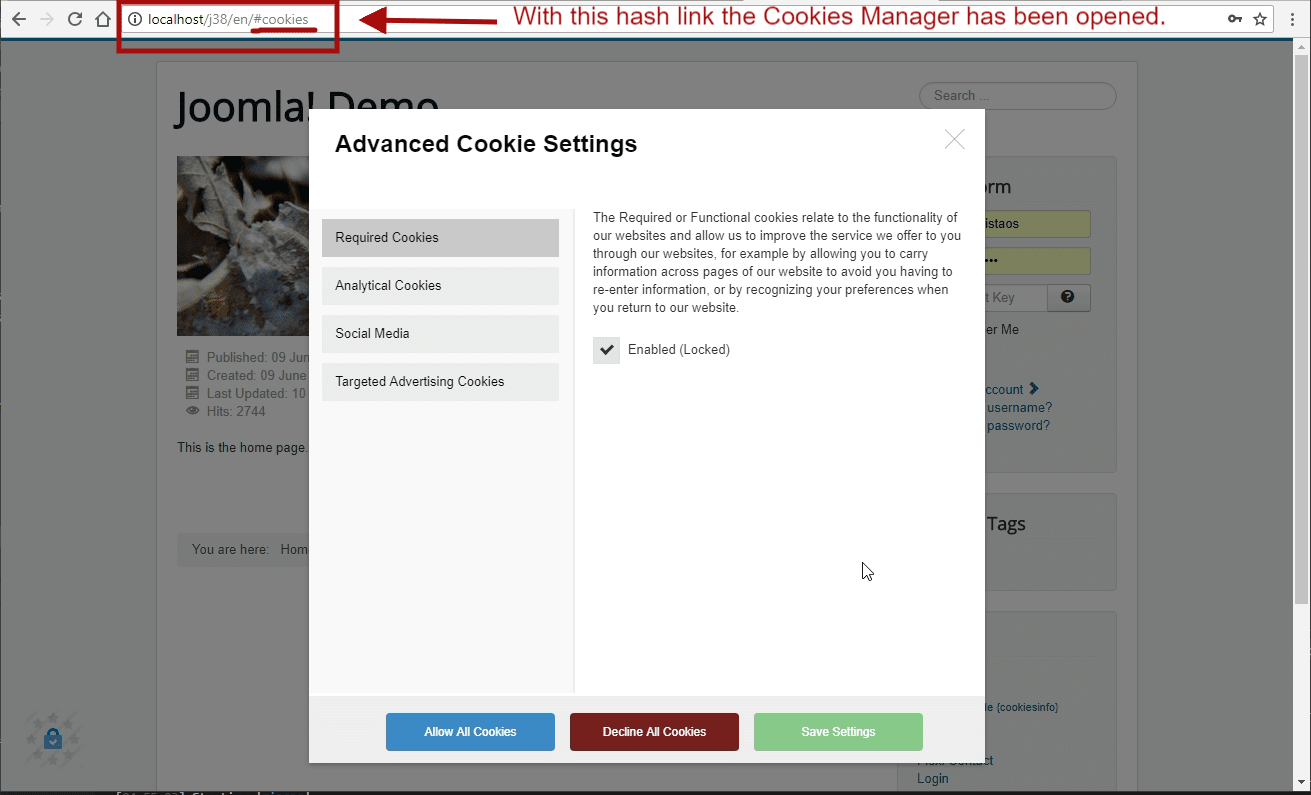 localhost/j38/en/#cookies
With this hash link the Cookies Manager has been opened.
Joomla! Demo
Search ...
Advanced Cookie Settings
Required Cookies
Analytical Cookies
Social Media
Targeted Advertising Cookies
The Required or Functional cookies relate to the functionality of
our websites and allow us to improve the service we offer to you
through our websites, for example by allowing you to carry
information across pages of our website to avoid you having to
re-enter information, or by recognizing your preferences when
you return to our website.
Enabled (Locked)
Published: 09 Jun
Created: 09 June
Last Updated: 10
Hits: 2744
This is the home page.
You are here: Hom
orm
istaos
t Key
er Me
ccount
username?
password?
Tags
le {cookiesinfo}
Login
Allow All Cookies
Decline All Cookies
Save Settings